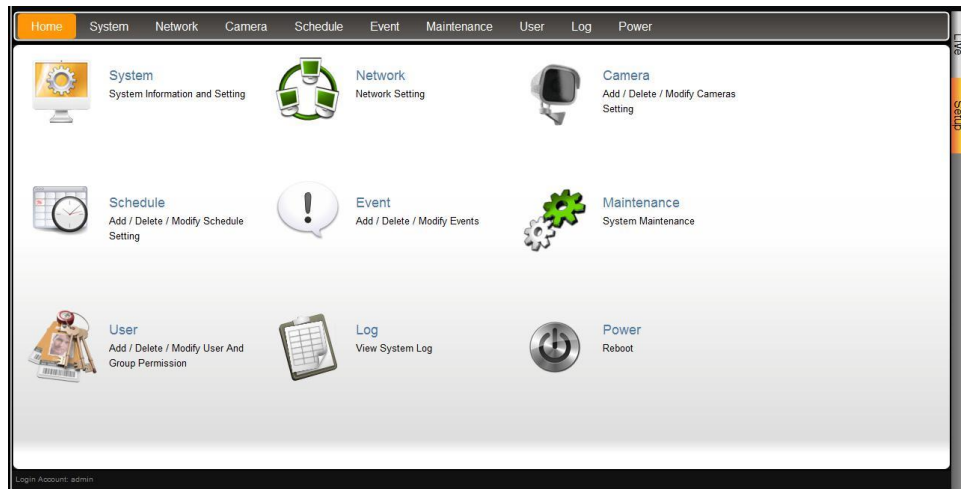 Home System Network Camera Schedule Event Maintenance User Log Power
Live
Setup
System
System Information and Setting
Network
Network Setting
Camera
Add / Delete / Modify Cameras
Setting
Schedule
Add / Delete / Modify Schedule
Setting
Event
Add / Delete / Modify Events
Maintenance
System Maintenance
User
Add / Delete / Modify User And
Group Permission
Log
View System Log
Power
Reboot
Login Account: admin